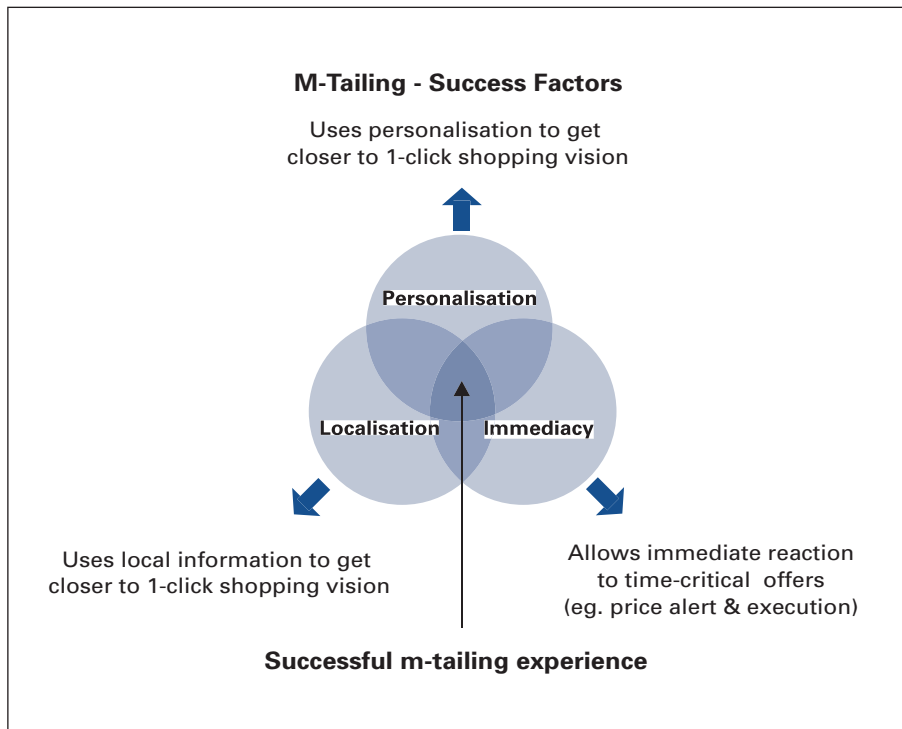 M-Tailing - Success Factors
Uses personalisation to get
closer to 1-click shopping vision
Personalisation
Localisation
Immediacy
Uses local information to get
closer to 1-click shopping vision
Allows immediate reaction
to time-critical offers
(eg. price alert & execution)
Successful m-tailing experience